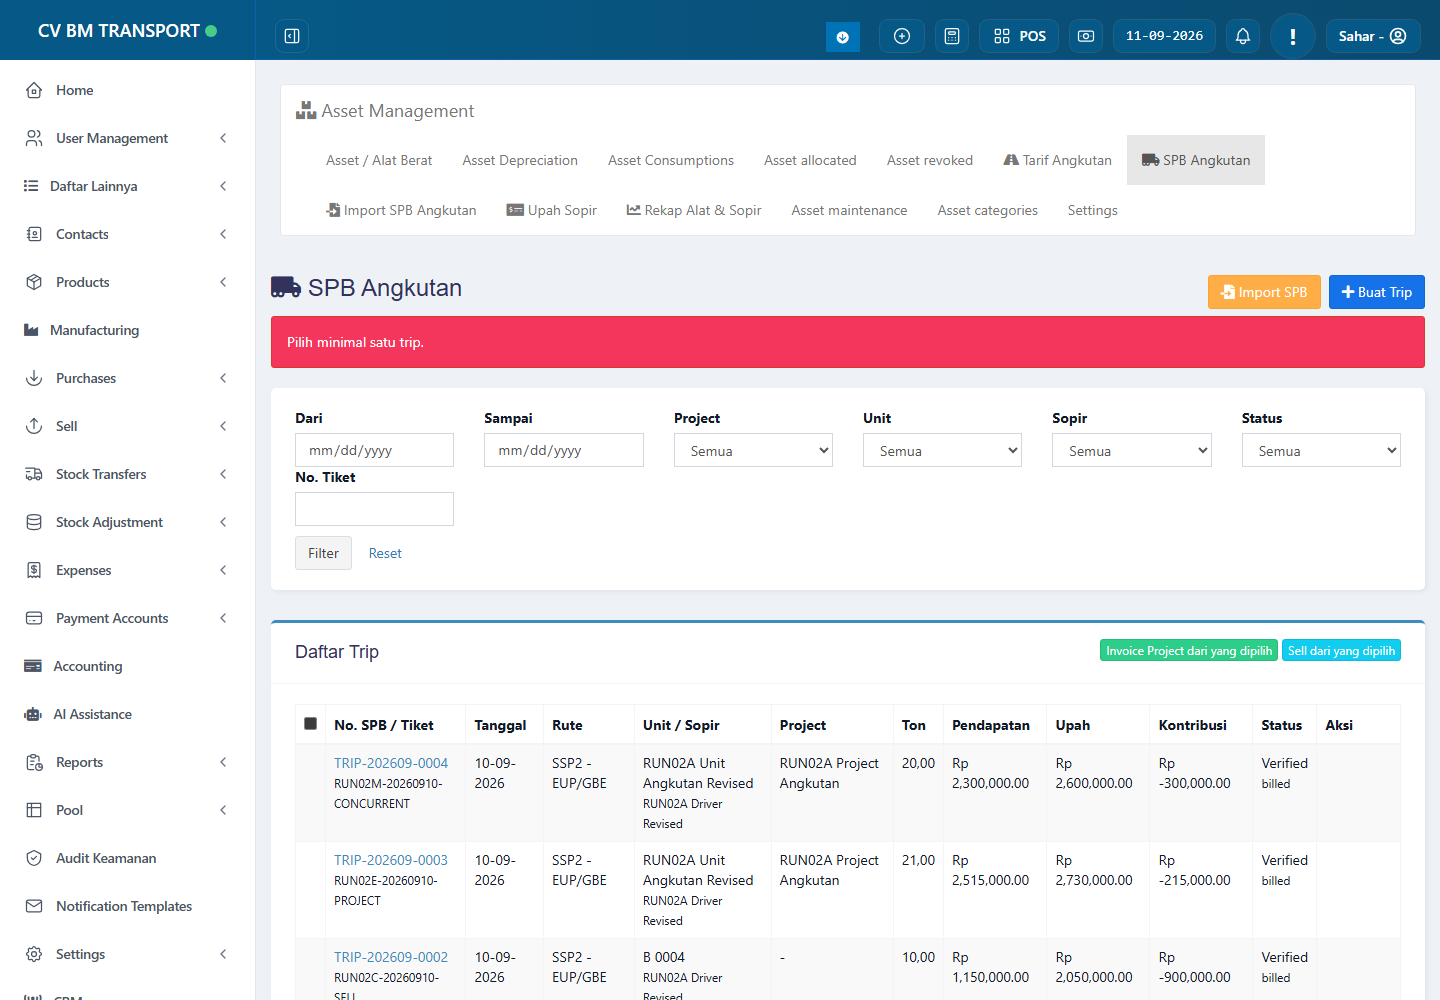 CV BM TRANSPORT
POS
11-09-2026
Sahar -
Home
User Management
Daftar Lainnya
Contacts
Products
Manufacturing
Purchases
Sell
Stock Transfers
Stock Adjustment
Expenses
Payment Accounts
Accounting
AI Assistance
Reports
Pool
Audit Keamanan
Notification Templates
Settings
CRM
Asset Management
Asset / Alat Berat
Asset Depreciation
Asset Consumptions
Asset allocated
Asset revoked
Tarif Angkutan
SPB Angkutan
Import SPB Angkutan
Upah Sopir
Rekap Alat & Sopir
Asset maintenance
Asset categories
Settings
SPB Angkutan
Import SPB
Buat Trip
Pilih minimal satu trip.
Dari
Sampai
Project
Unit
Sopir
Status
mm/dd/yyyy
mm/dd/yyyy
Semua
Semua
Semua
Semua
No. Tiket
Filter
Reset
Daftar Trip
Invoice Project dari yang dipilih
Sell dari yang dipilih
No. SPB / Tiket
Tanggal
Rute
Unit / Sopir
Project
Ton
Pendapatan
Upah
Kontribusi
Status
Aksi
TRIP-202609-0004
RUN02M-20260910-
CONCURRENT
10-09-
2026
SSP2 -
EUP/GBE
RUN02A Unit
Angkutan Revised
RUN02A Driver
Revised
RUN02A Project
Angkutan
20,00
Rp
2,300,000.00
Rp
2,600,000.00
Rp
-300,000.00
Verified
billed
TRIP-202609-0003
RUN02E-20260910-
PROJECT
10-09-
2026
SSP2 -
EUP/GBE
RUN02A Unit
Angkutan Revised
RUN02A Driver
Revised
RUN02A Project
Angkutan
21,00
Rp
2,515,000.00
Rp
2,730,000.00
Rp
-215,000.00
Verified
billed
TRIP-202609-0002
RUN02C-20260910-
SELL
10-09-
2026
SSP2 -
EUP/GBE
B 0004
RUN02A Driver
Revised
-
10,00
Rp
1,150,000.00
Rp
2,050,000.00
Rp
-900,000.00
Verified
billed